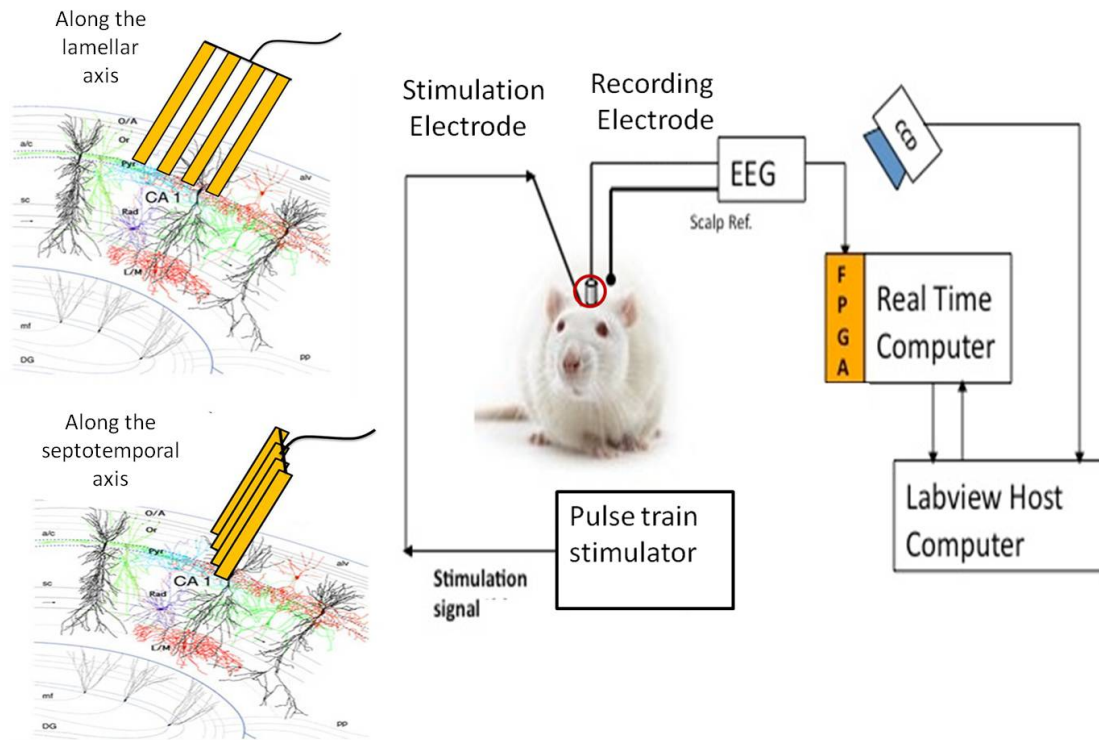 Along the
lamellar
axis
O/A
Or
a/c
Pyr
alv
CA 1
sc
Rad
L/M
mf
DG
pp
Along the
septotemporal
axis
O/A
Or
a/c
Pyr
alv
CA 1
sc
Rad
L/M
mf
DG
pp
Stimulation
Electrode
Recording
Electrode
EEG
Scalp Ref.
CCD
F
P
G
A
Real Time
Computer
Labview Host
Computer
Pulse train
stimulator
Stimulation
signal